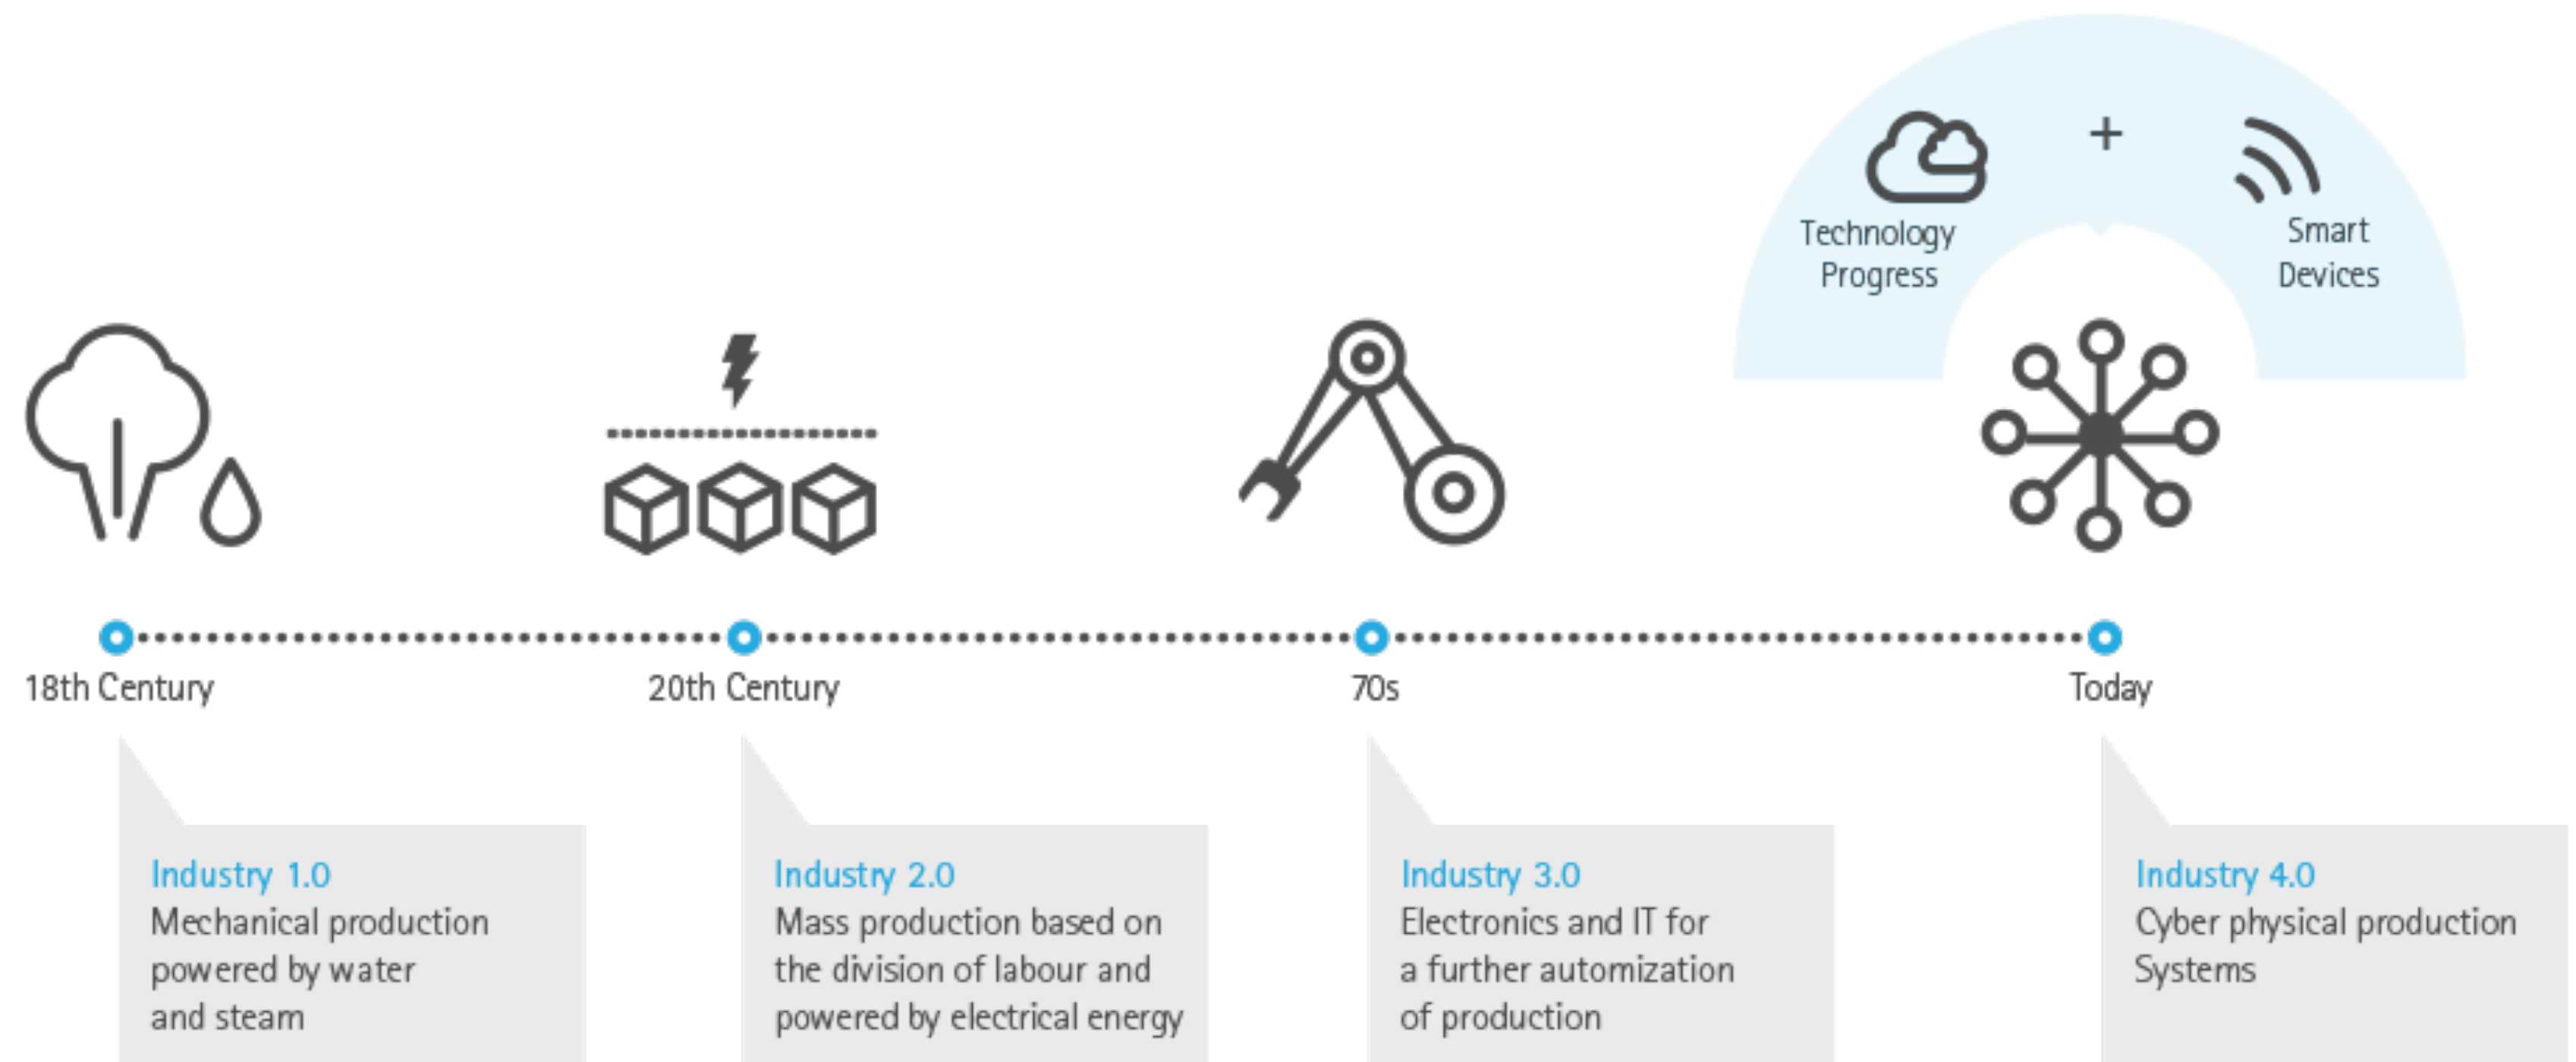 +
Technology
Progress
Smart
Devices
18th Century
20th Century
70s
Today
Industry 1.0
Mechanical production
powered by water
and steam
Industry 2.0
Mass production based on
the division of labour and
powered by electrical energy
Industry 3.0
Electronics and IT for
a further automization
of production
Industry 4.0
Cyber physical production
Systems